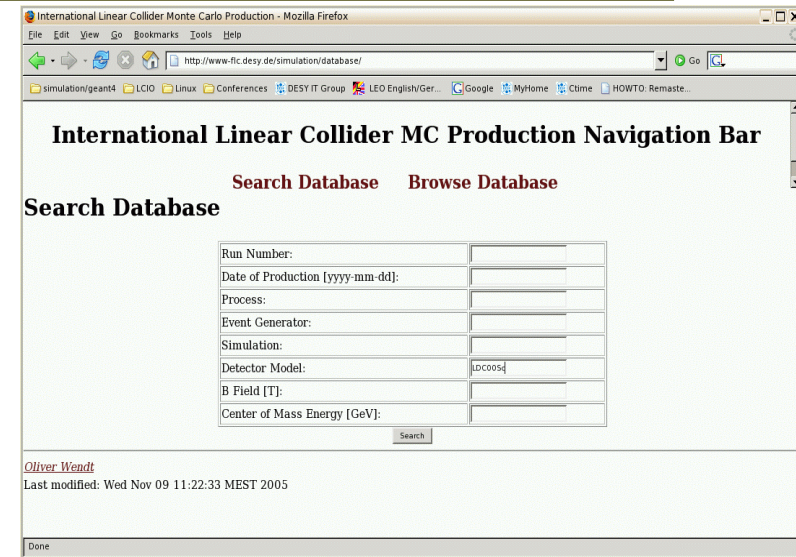 International Linear Collider Monte Carlo Production - Mozilla Firefox
File Edit View Go Bookmarks Tools Help
http://www-flc.desy.de/simulation/database/ Go
simulation/geant4 LCIO Linux Conferences DESY IT Group LEO English/Ger... Google MyHome Ctime HOWTO: Remaste...
International Linear Collider MC Production Navigation Bar
Search Database Browse Database
Search Database
Run Number:
Date of Production [yyyy-mm-dd]:
Process:
Event Generator:
Simulation:
Detector Model: LDC00Sc
B Field [T]:
Center of Mass Energy [GeV]:
Search
Oliver Wendt
Last modified: Wed Nov 09 11:22:33 MEST 2005
Done